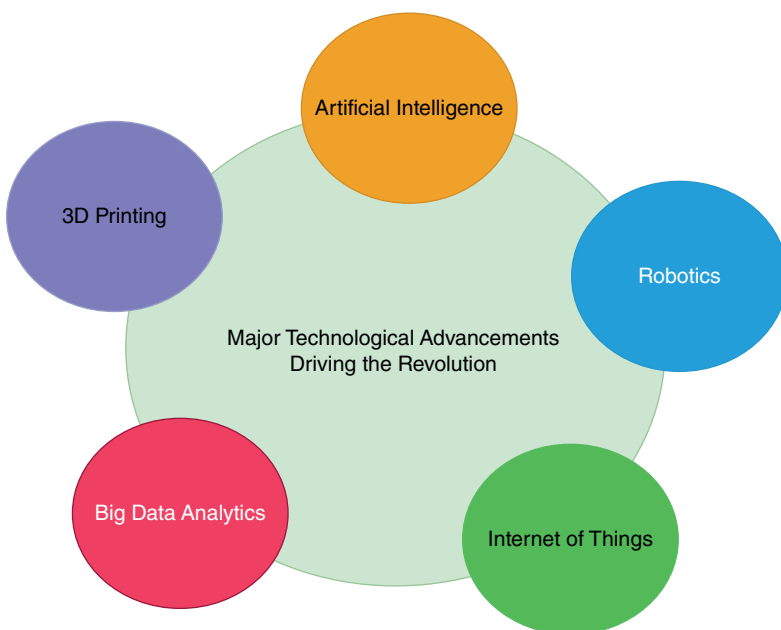 Artificial Intelligence
3D Printing
Robotics
Major Technological Advancements
Driving the Revolution
Big Data Analytics
Internet of Things